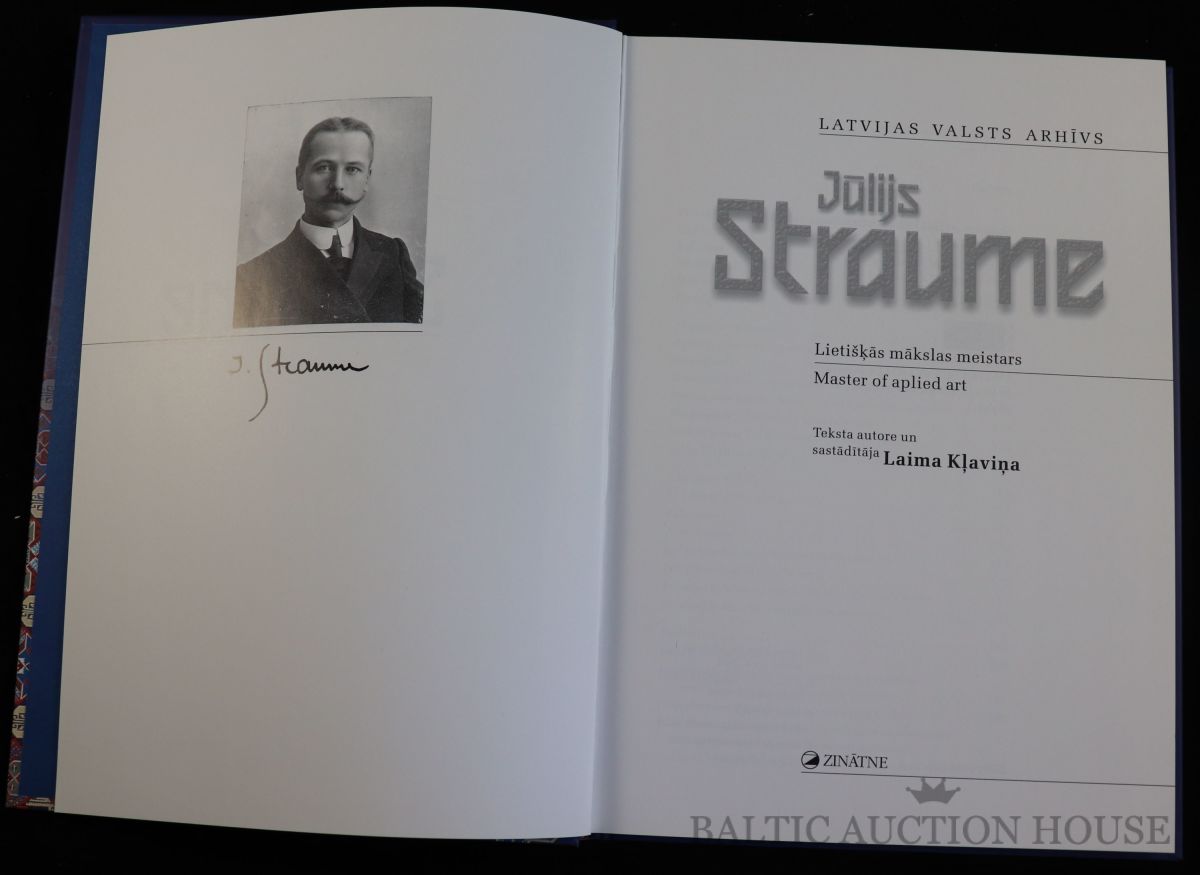 J. Straume
LATVIJAS VALSTS ARHĪVS
Jūlijs
Straume
Lietišķās mākslas meistars
Master of aplied art
Teksta autore un
sastādītāja Laima Kļaviņa
ZINĀTNE
BALTIC AUCTION HOUSE